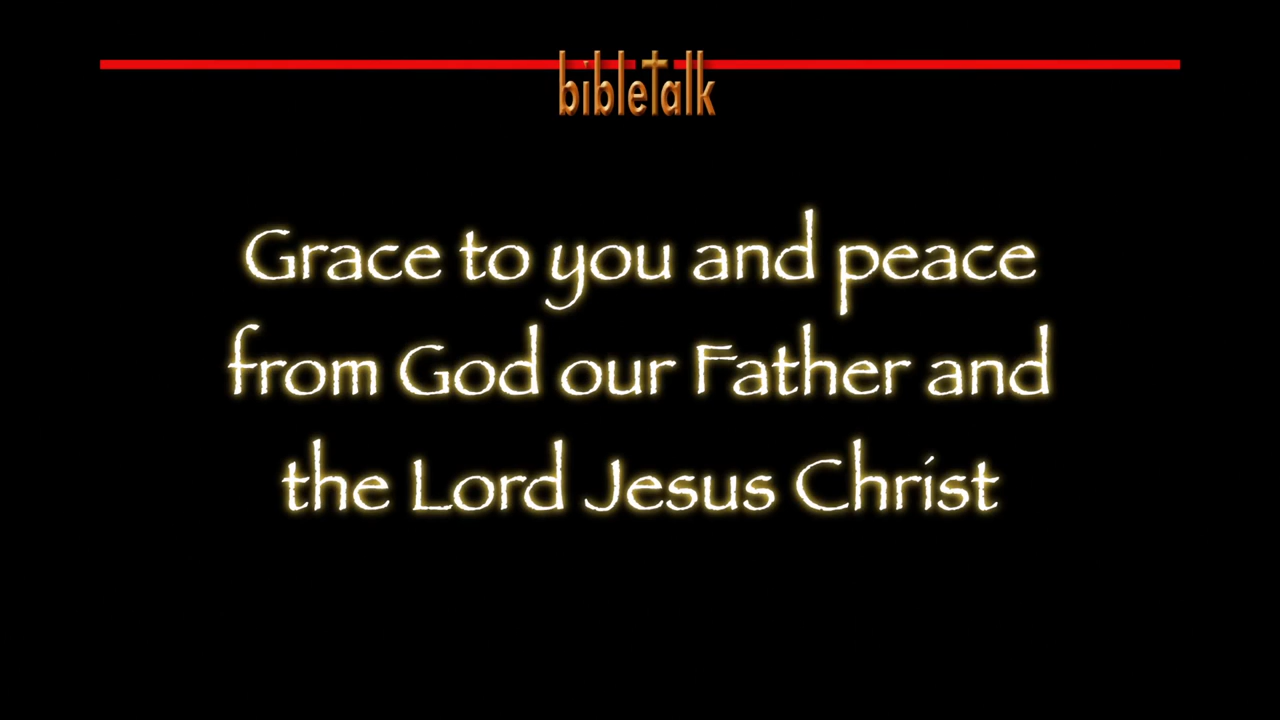 bibleTalk
Grace to you and peace
from God our Father and
the Lord Jesus Christ